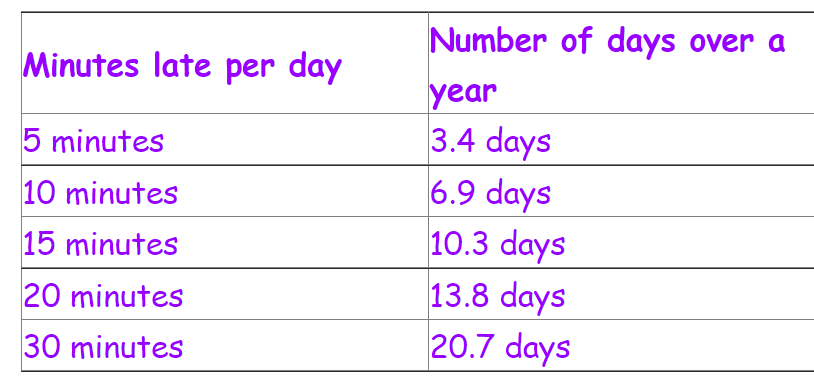 Minutes late per day
Number of days over a
year
5 minutes
3.4 days
10 minutes
6.9 days
15 minutes
10.3 days
20 minutes
13.8 days
30 minutes
20.7 days